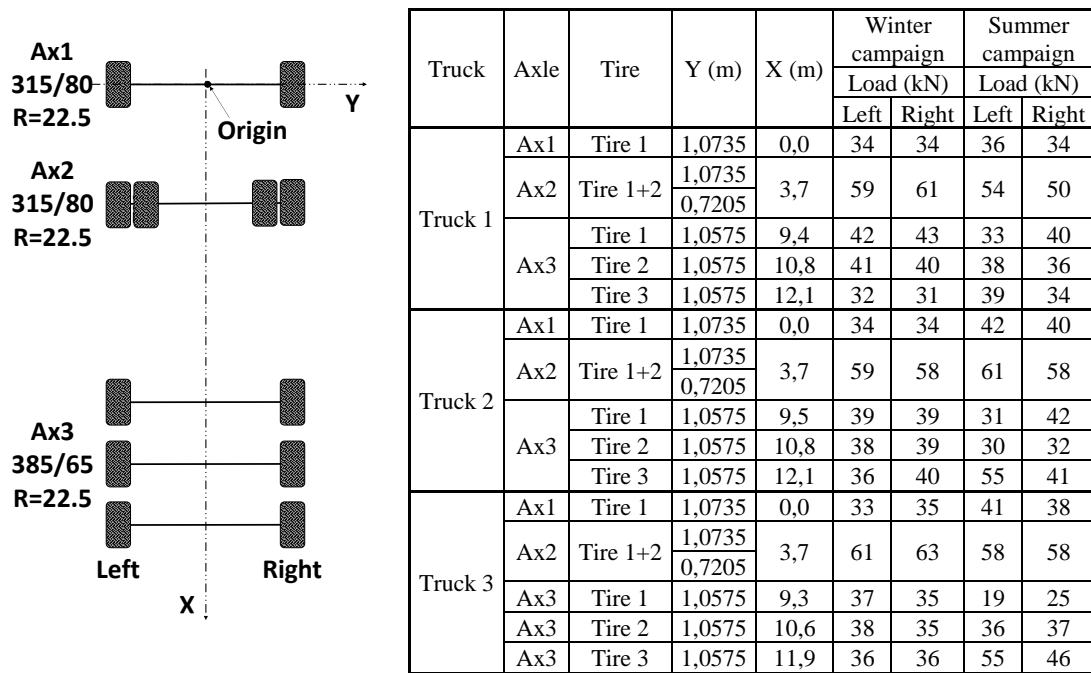 Ax1
315/80
R=22.5
Y
Origin
Ax2
315/80
R=22.5
Ax3
385/65
R=22.5
Left Right
X
Truck Axle Tire Y (m) X (m) Winter campaign Summer campaign
Load (kN) Load (kN)
Left Right Left Right
Truck 1 Ax1 Tire 1 1,0735 0,0 34 34 36 34
Ax2 Tire 1+2 1,0735 0,7205 3,7 59 61 54 50
Ax3 Tire 1 1,0575 9,4 42 43 33 40
Tire 2 1,0575 10,8 41 40 38 36
Tire 3 1,0575 12,1 32 31 39 34
Truck 2 Ax1 Tire 1 1,0735 0,0 34 34 42 40
Ax2 Tire 1+2 1,0735 0,7205 3,7 59 58 61 58
Ax3 Tire 1 1,0575 9,5 39 39 31 42
Tire 2 1,0575 10,8 38 39 30 32
Tire 3 1,0575 12,1 36 40 55 41
Truck 3 Ax1 Tire 1 1,0735 0,0 33 35 41 38
Ax2 Tire 1+2 1,0735 0,7205 3,7 61 63 58 58
Ax3 Tire 1 1,0575 9,3 37 35 19 25
Ax3 Tire 2 1,0575 10,6 38 35 36 37
Ax3 Tire 3 1,0575 11,9 36 36 55 46